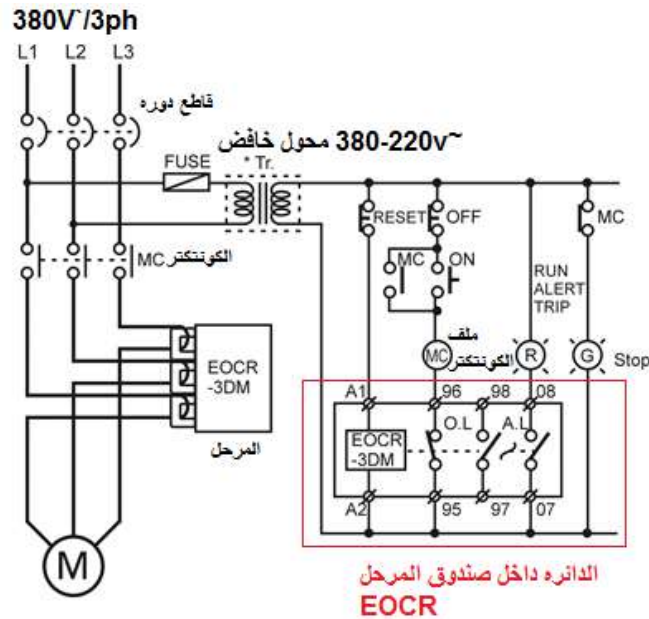 380V`/3ph
L1 L2 L3
قاطع دوره
محول خافض 380-220v~
FUSE
* Tr.
RESET
OFF
MC
MC الكونتكتر
MC
ON
RUN
ALERT
TRIP
ملف
الكونتكتر
MC
R
G
Stop
EOCR
-3DM
المرحل
A1
96
98
08
EOCR
-3DM
O.L
A.L
A2
95
97
07
M
الدائره داخل صندوق المرحل
EOCR